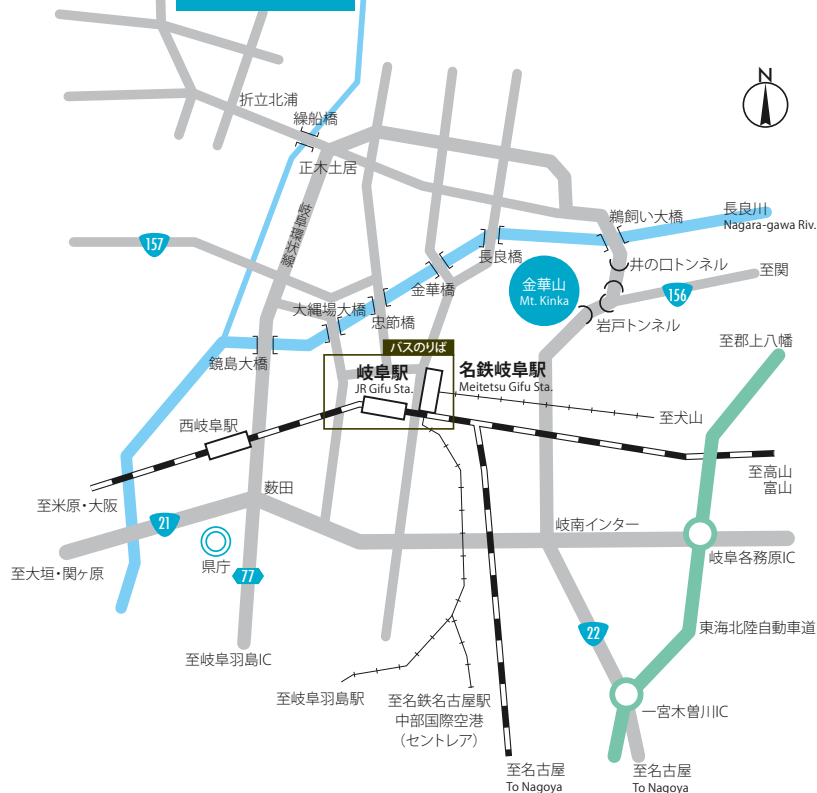 N
折立北浦
繰船橋
正木土居
岐阜環状線
157
鵜飼い大橋
長良川
Nagara-gawa Riv.
長良橋
井の口トンネル
至関
金華橋
金華山
Mt. Kinka
156
大縄場大橋
忠節橋
岩戸トンネル
鏡島大橋
バスのりば
至郡上八幡
岐阜駅
JR Gifu Sta.
名鉄岐阜駅
Meitetsu Gifu Sta.
西岐阜駅
至犬山
至高山
富山
至米原・大阪
薮田
21
岐南インター
岐阜各務原IC
県庁
至大垣・関ヶ原
77
22
東海北陸自動車道
至岐阜羽島IC
至岐阜羽島駅
至名鉄名古屋駅
中部国際空港
（セントレア）
一宮木曽川IC
至名古屋
To Nagoya
至名古屋
To Nagoya